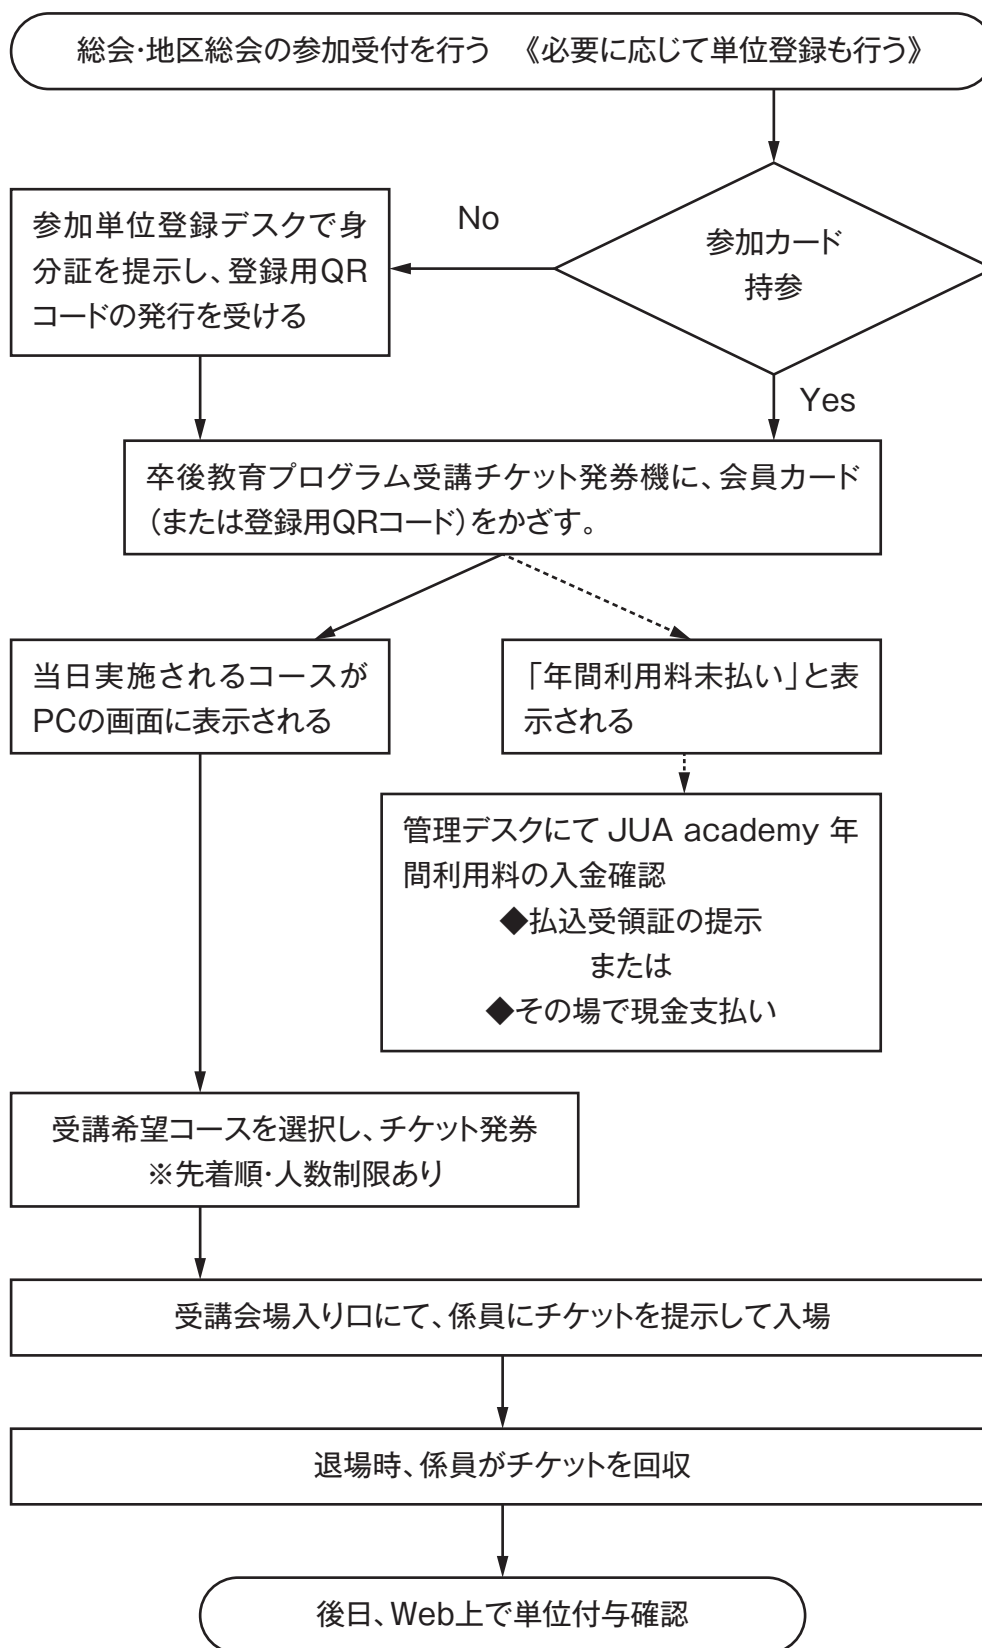 総会・地区総会の参加受付を行う　《必要に応じて単位登録も行う》
参加カード
持参
No
参加単位登録デスクで身
分証を提示し、登録用QR
コードの発行を受ける
Yes
卒後教育プログラム受講チケット発券機に、会員カード
（または登録用QRコード）をかざす。
当日実施されるコースが
PCの画面に表示される
「年間利用料未払い」と表
示される
管理デスクにて JUA academy 年
間利用料の入金確認
◆払込受領証の提示
または
◆その場で現金支払い
受講希望コースを選択し、チケット発券
※先着順・人数制限あり
受講会場入り口にて、係員にチケットを提示して入場
退場時、係員がチケットを回収
後日、Web上で単位付与確認